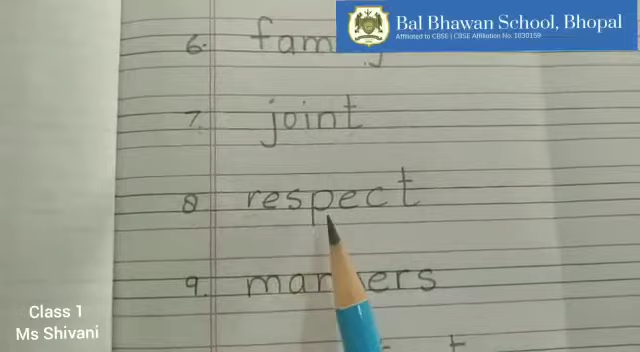 Bal Bhawan School, Bhopal
Affiliated to CBSE | CBSE Affiliation No. 1030159
6.
7. joint
8 respect
9.
Class 1
Ms Shivani